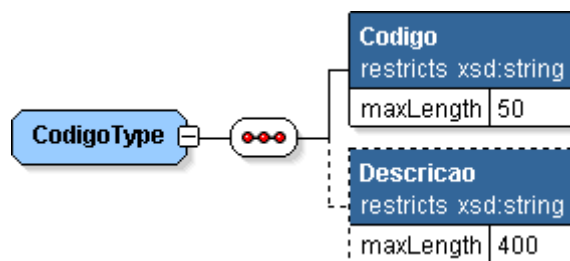 CodigoType
Codigo
restricts xsd:string
maxLength 50
Descricao
restricts xsd:string
maxLength 400